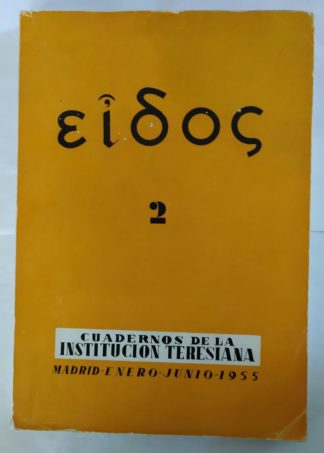 εἶδος
2
CUADERNOS DE LA
INSTITUCION TERESIANA
MADRID-ENERO-JUNIO-1955